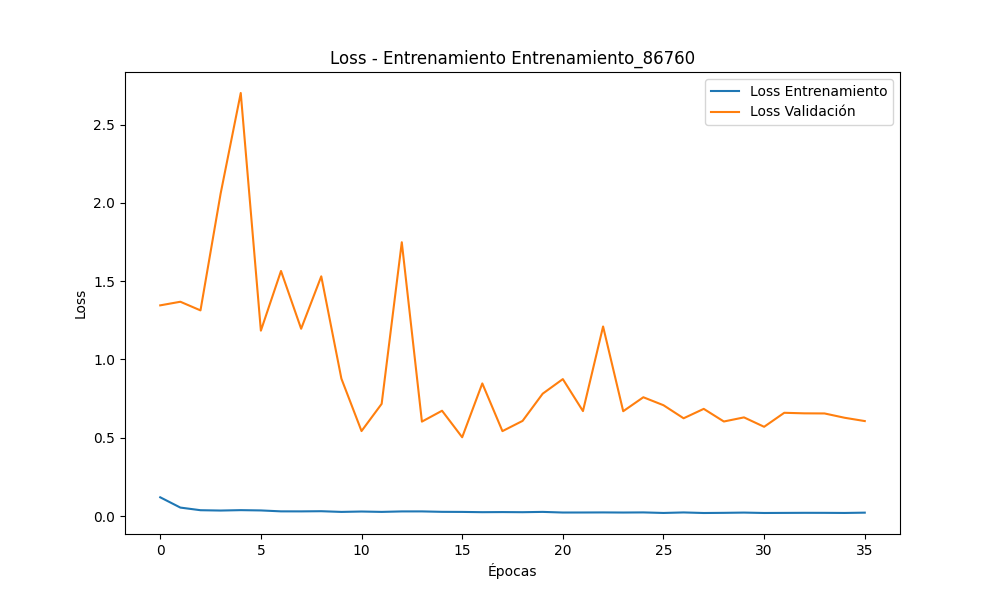 Loss - Entrenamiento Entrenamiento_86760
Loss Entrenamiento
Loss Validación
2.5
2.0
1.5
1.0
0.5
0.0
Loss
0 5 10 15 20 25 30 35
Épocas